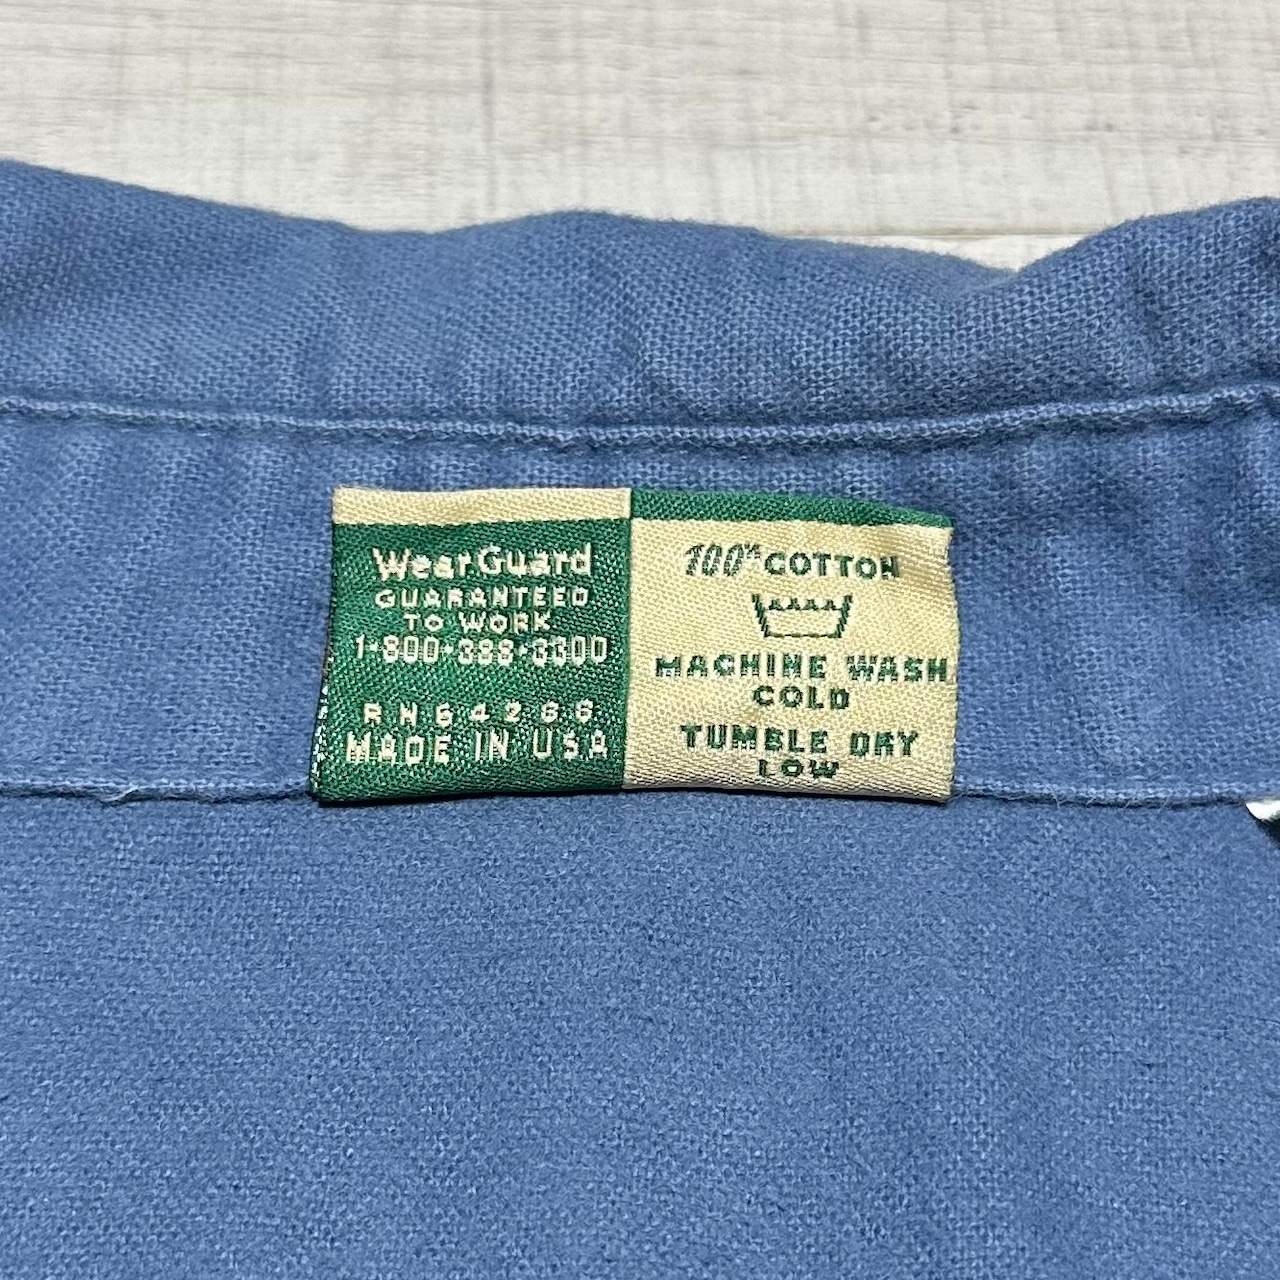 WearGuard
GUARANTEED
TO WORK
1-800-388-3300
RN64266
MADE IN USA
100% COTTON
MACHINE WASH
COLD
TUMBLE DRY
LOW